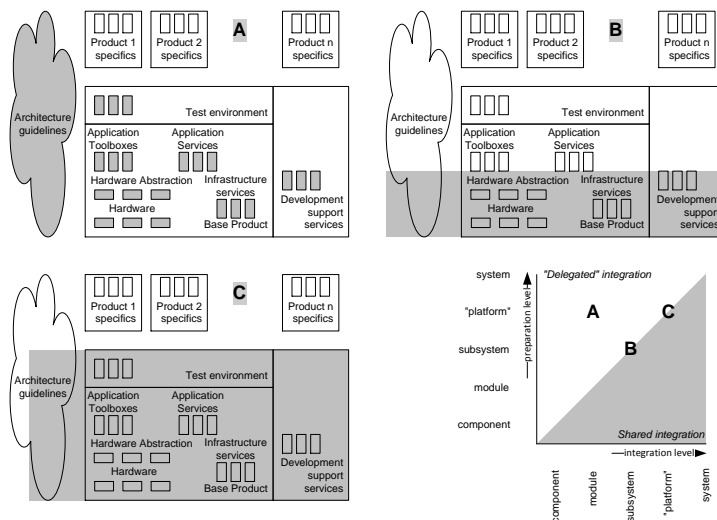 A
Product 1
specifics
Product 2
specifics
Product n
specifics
Architecture
guidelines
Test environment
Application
Toolboxes
Application
Services
Hardware Abstraction
Infrastructure
services
Hardware
Base Product
Development
support
services
B
Product 1
specifics
Product 2
specifics
Product n
specifics
Architecture
guidelines
Test environment
Application
Toolboxes
Application
Services
Hardware Abstraction
Infrastructure
services
Hardware
Base Product
Development
support
services
C
Product 1
specifics
Product 2
specifics
Product n
specifics
Architecture
guidelines
Test environment
Application
Toolboxes
Application
Services
Hardware Abstraction
Infrastructure
services
Hardware
Base Product
Development
support
services
system
"platform"
subsystem
module
component
preparation level
"Delegated" integration
A
C
B
Shared integration
integration level
component
module
subsystem
"platform"
system